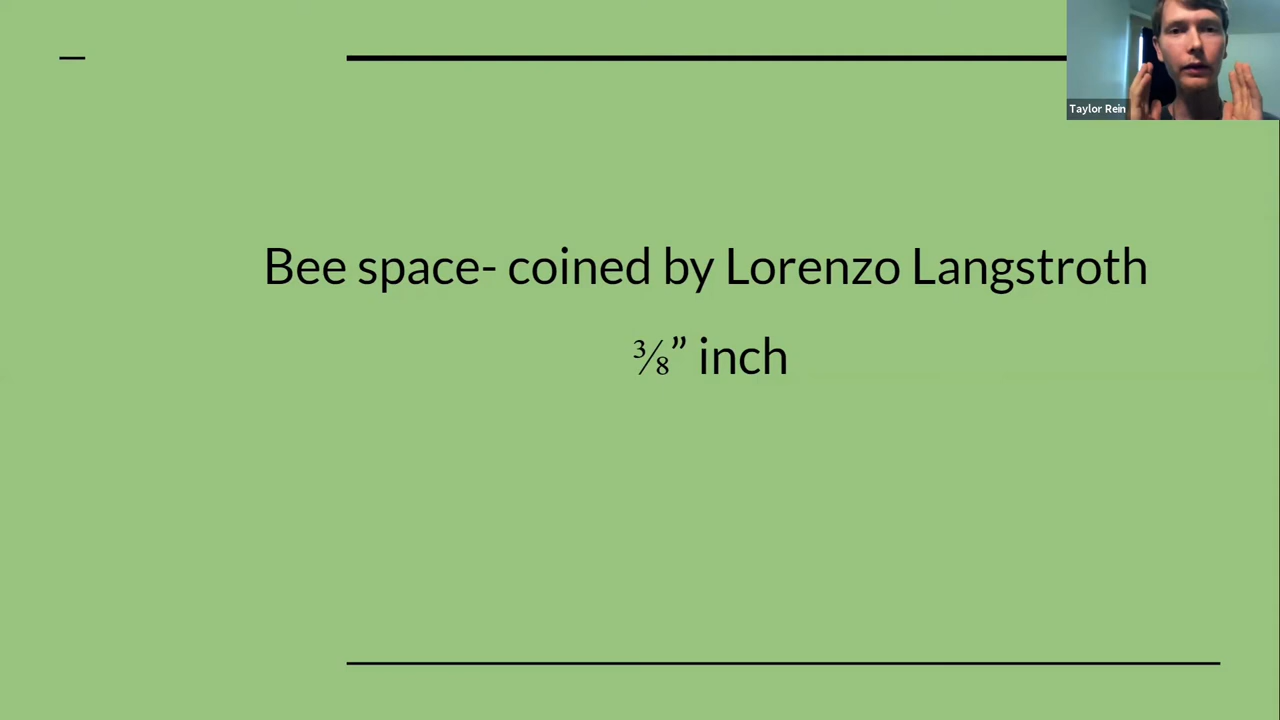 Taylor Rein
Bee space- coined by Lorenzo Langstroth
⅜” inch